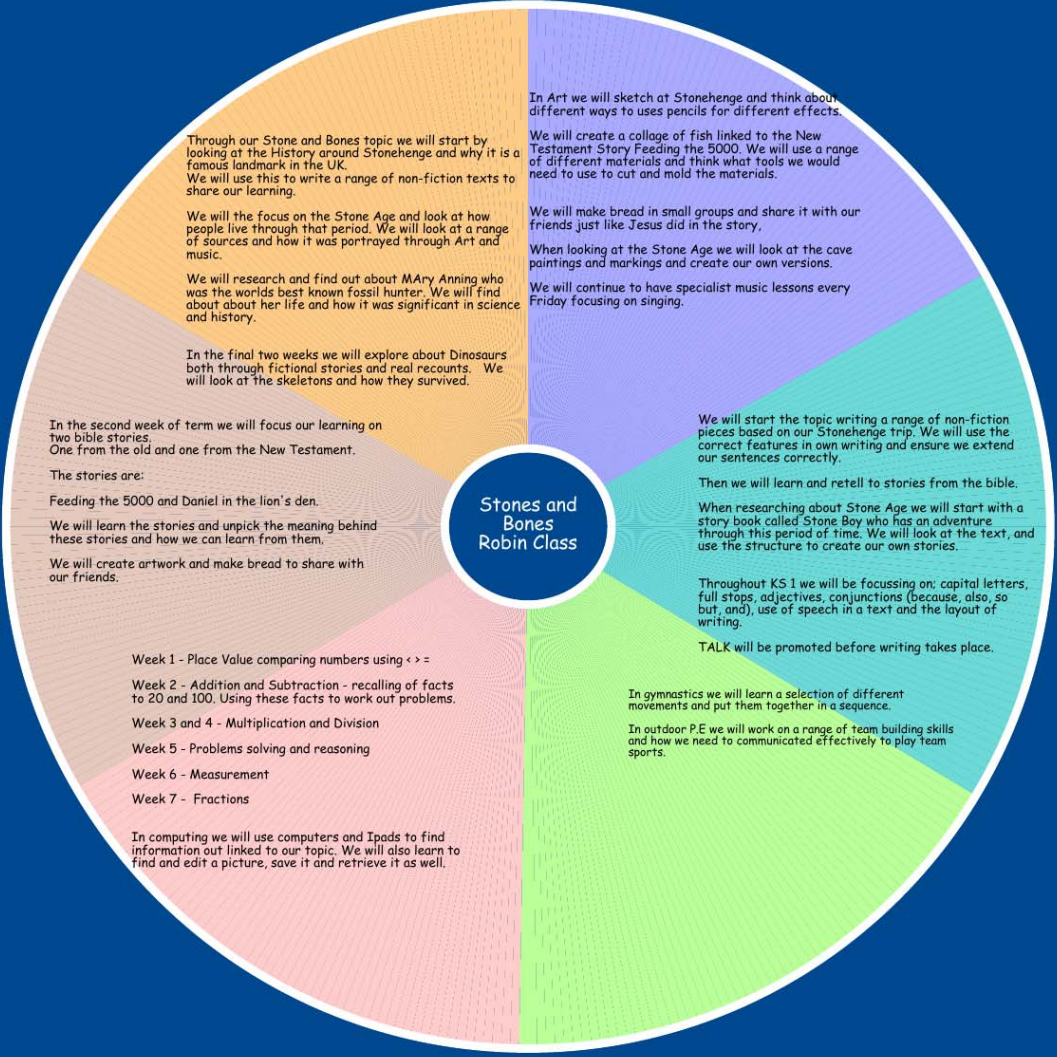 In Art we will sketch at Stonehenge and think about
different ways to uses pencils for different effects.
We will create a collage of fish linked to the New
Testament Story Feeding the 5000. We will use a range
of different materials and think what tools we would
need to use to cut and mold the materials.
We will make bread in small groups and share it with our
friends just like Jesus did in the story,
When looking at the Stone Age we will look at the cave
paintings and markings and create our own versions.
We will continue to have specialist music lessons every
Friday focusing on singing.
Through our Stone and Bones topic we will start by
looking at the History around Stonehenge and why it is a
famous landmark in the UK.
We will use this to write a range of non-fiction texts to
share our learning.
We will the focus on the Stone Age and look at how
people live through that period. We will look at a range
of sources and how it was portrayed through Art and
music.
We will research and find out about MAry Anning who
was the worlds best known fossil hunter. We will find
about about her life and how it was significant in science
and history.
In the final two weeks we will explore about Dinosaurs
both through fictional stories and real recounts. We
will look at the skeletons and how they survived.
We will start the topic writing a range of non-fiction
pieces based on our Stonehenge trip. We will use the
correct features in own writing and ensure we extend
our sentences correctly.
Then we will learn and retell to stories from the bible.
When researching about Stone Age we will start with a
story book called Stone Boy who has an adventure
through this period of time. We will look at the text, and
use the structure to create our own stories.
Throughout KS 1 we will be focussing on; capital letters,
full stops, adjectives, conjunctions (because, also, so
but, and), use of speech in a text and the layout of
writing.
TALK will be promoted before writing takes place.
In the second week of term we will focus our learning on
two bible stories.
One from the old and one from the New Testament.
The stories are:
Feeding the 5000 and Daniel in the lion's den.
We will learn the stories and unpick the meaning behind
these stories and how we can learn from them.
We will create artwork and make bread to share with
our friends.
Stones and
Bones
Robin Class
Week 1 - Place Value comparing numbers using < > =
Week 2 - Addition and Subtraction - recalling of facts
to 20 and 100. Using these facts to work out problems.
Week 3 and 4 - Multiplication and Division
Week 5 - Problems solving and reasoning
Week 6 - Measurement
Week 7 - Fractions
In computing we will use computers and Ipads to find
information out linked to our topic. We will also learn to
find and edit a picture, save it and retrieve it as well.
In gymnastics we will learn a selection of different
movements and put them together in a sequence.
In outdoor P.E we will work on a range of team building skills
and how we need to communicated effectively to play team
sports.